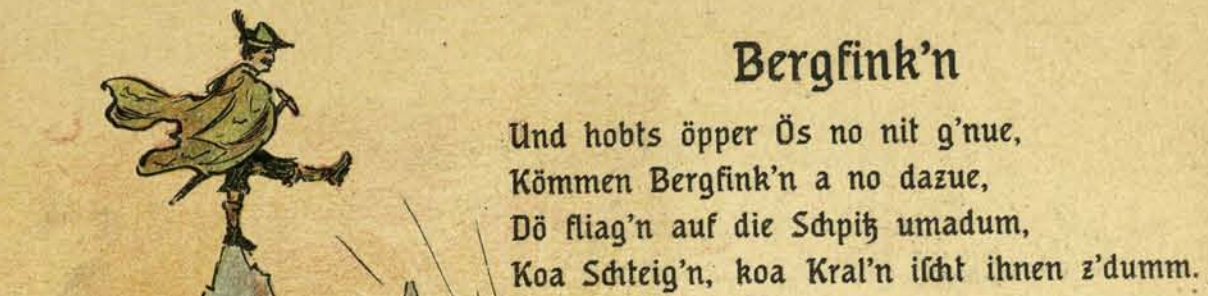 Bergfink'n
Und hobts öpper Ös no nit g'nue,
Kömmen Bergfink'n a no dazue,
Dö fliag'n auf die Schpitz umadum,
Koa Schteig'n, koa Kral'n ischt ihnen z'dumm.